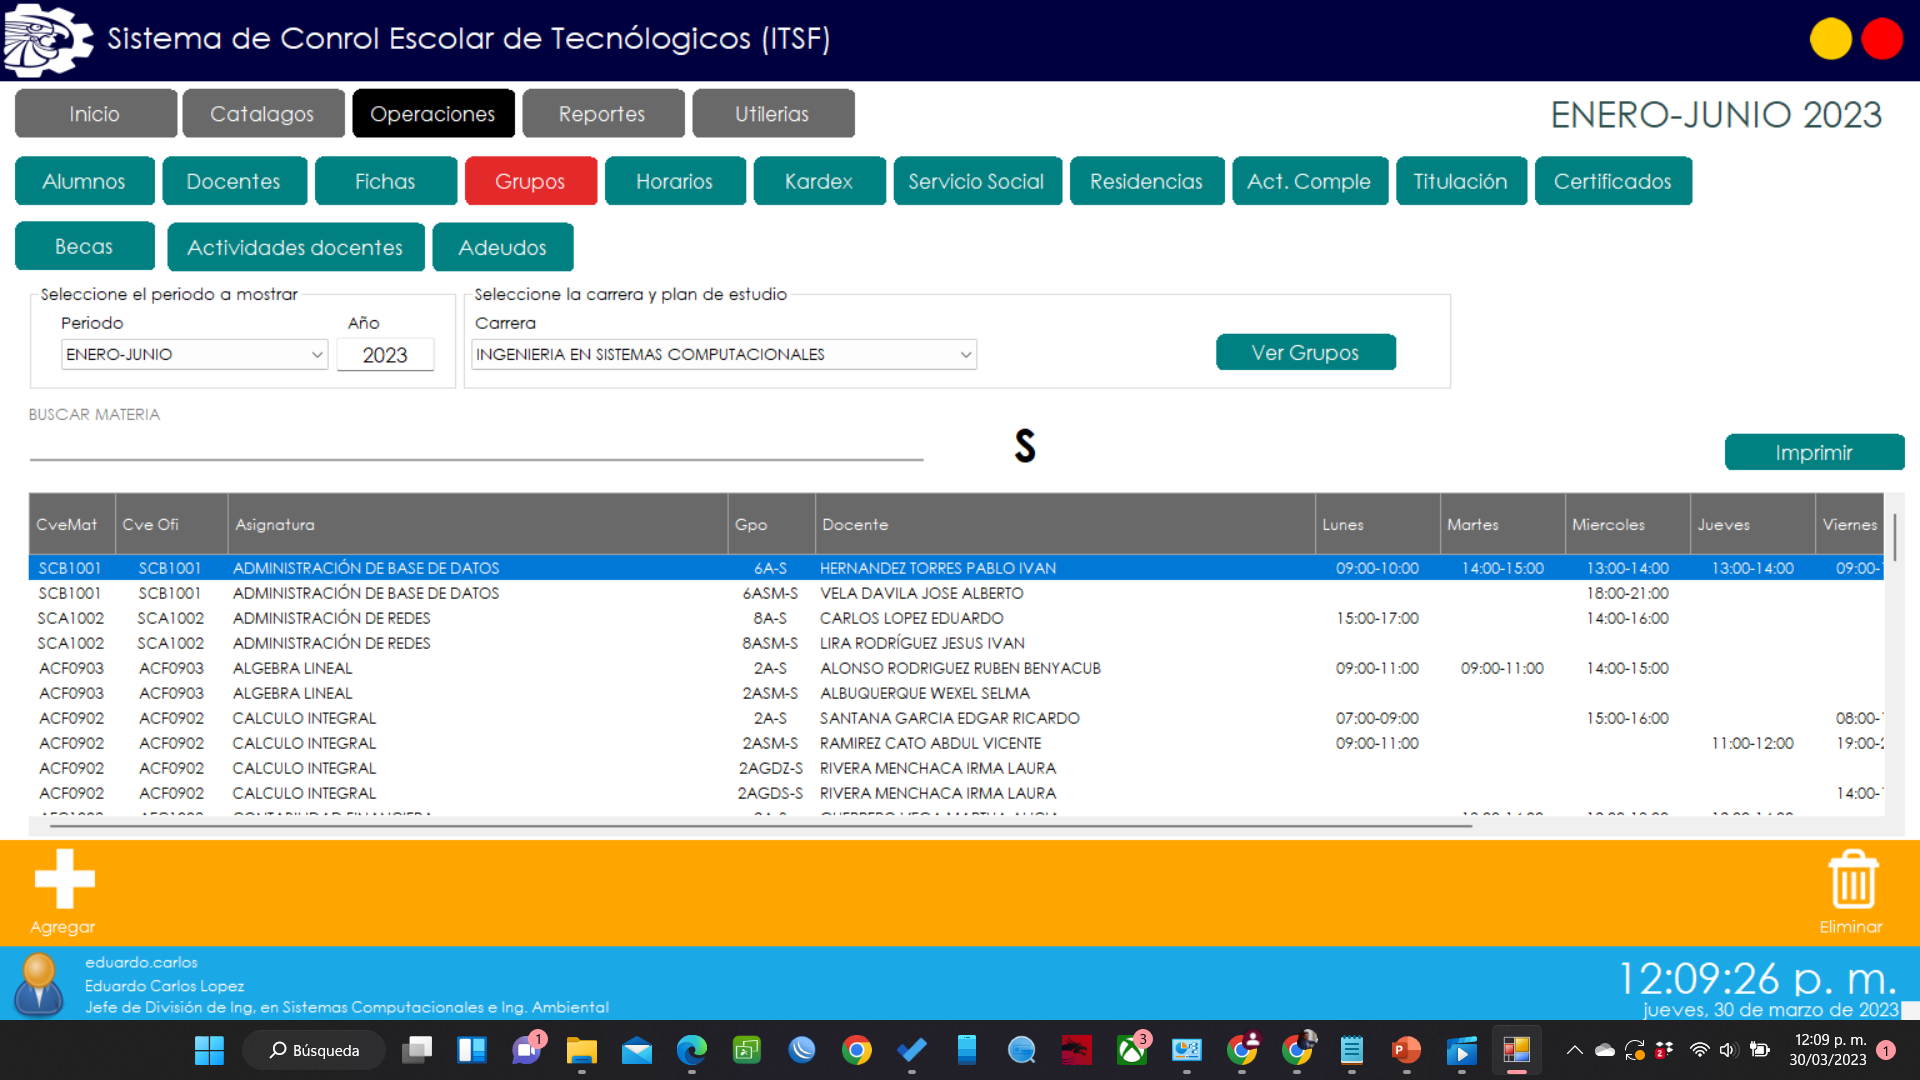 Sistema de Conrol Escolar de Tecnólogicos (ITSF)
Inicio Catalagos Operaciones Reportes Utilerias ENERO-JUNIO 2023
Alumnos Docentes Fichas Grupos Horarios Kardex Servicio Social Residencias Act. Comple Titulación Certificados
Becas Actividades docentes Adeudos
Seleccione el periodo a mostrar Seleccione la carrera y plan de estudio
Periodo Año Carrera
ENERO-JUNIO 2023 INGENIERIA EN SISTEMAS COMPUTACIONALES Ver Grupos
BUSCAR MATERIA
S
Imprimir
CveMat Cve Ofi Asignatura Gpo Docente Lunes Martes Miercoles Jueves Viernes
SCB1001 SCB1001 ADMINISTRACIÓN DE BASE DE DATOS 6A-S HERNANDEZ TORRES PABLO IVAN 09:00-10:00 14:00-15:00 13:00-14:00 13:00-14:00 09:00-
SCB1001 SCB1001 ADMINISTRACIÓN DE BASE DE DATOS 6ASM-S VELA DAVILA JOSE ALBERTO 18:00-21:00
SCA1002 SCA1002 ADMINISTRACIÓN DE REDES 8A-S CARLOS LOPEZ EDUARDO 15:00-17:00 14:00-16:00
SCA1002 SCA1002 ADMINISTRACIÓN DE REDES 8ASM-S LIRA RODRÍGUEZ JESUS IVAN
ACF0903 ACF0903 ALGEBRA LINEAL 2A-S ALONSO RODRIGUEZ RUBEN BENYACUB 09:00-11:00 09:00-11:00 14:00-15:00
ACF0903 ACF0903 ALGEBRA LINEAL 2ASM-S ALBUQUERQUE WEXEL SELMA
ACF0902 ACF0902 CALCULO INTEGRAL 2A-S SANTANA GARCIA EDGAR RICARDO 07:00-09:00 15:00-16:00 08:00-
ACF0902 ACF0902 CALCULO INTEGRAL 2ASM-S RAMIREZ CATO ABDUL VICENTE 09:00-11:00 11:00-12:00 19:00-
ACF0902 ACF0902 CALCULO INTEGRAL 2AGDZ-S RIVERA MENCHACA IRMA LAURA
ACF0902 ACF0902 CALCULO INTEGRAL 2AGDS-S RIVERA MENCHACA IRMA LAURA 14:00-
Agregar Eliminar
eduardo.carlos
Eduardo Carlos Lopez
Jefe de División de Ing, en Sistemas Computacionales e Ing. Ambiental
12:09:26 p. m.
jueves, 30 de marzo de 2023
Búsqueda 1 3 2 12:09 p. m. 1
30/03/2023